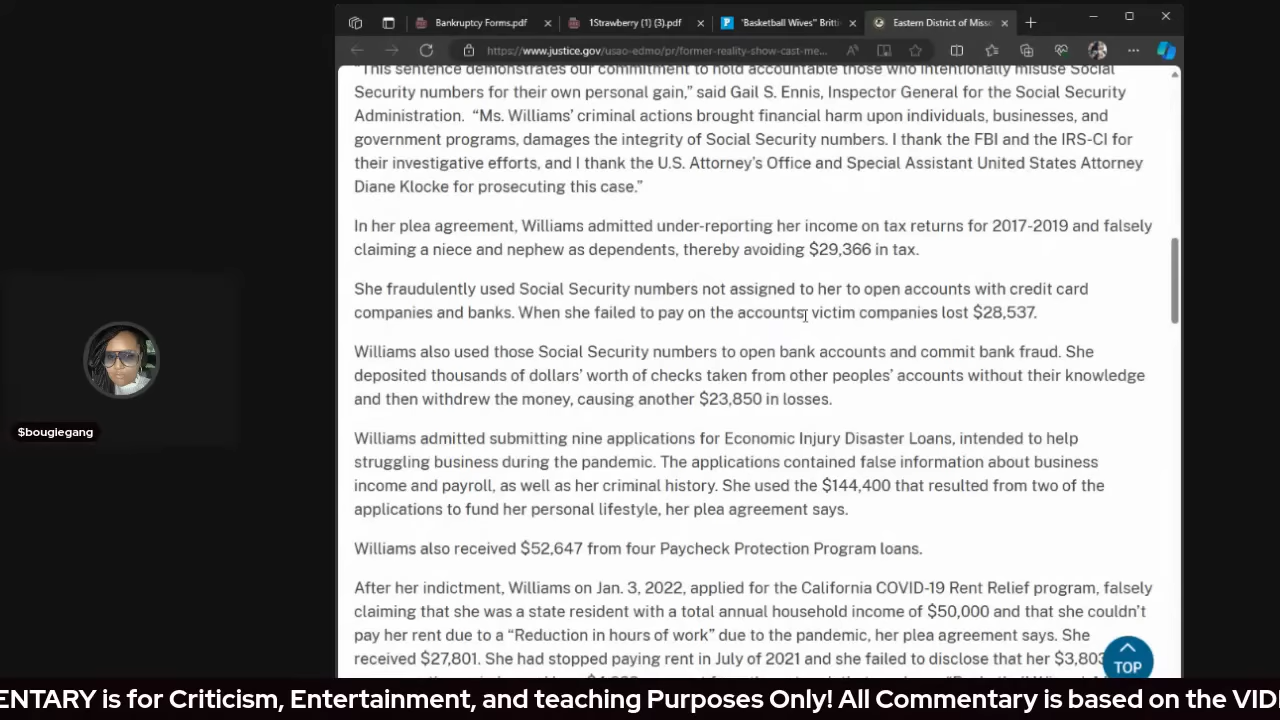 Bankruptcy Forms.pdf
1Strawberry (1) (3).pdf
"Basketball Wives" Britti
Eastern District of Miss
https://www.justice.gov/usao-edmo/pr/former-reality-show-cast-me...
"This sentence demonstrates our commitment to hold accountable those who intentionally misuse Social
Security numbers for their own personal gain," said Gail S. Ennis, Inspector General for the Social Security
Administration. "Ms. Williams' criminal actions brought financial harm upon individuals, businesses, and
government programs, damages the integrity of Social Security numbers. I thank the FBI and the IRS-CI for
their investigative efforts, and I thank the U.S. Attorney's Office and Special Assistant United States Attorney
Diane Klocke for prosecuting this case."
In her plea agreement, Williams admitted under-reporting her income on tax returns for 2017-2019 and falsely
claiming a niece and nephew as dependents, thereby avoiding $29,366 in tax.
She fraudulently used Social Security numbers not assigned to her to open accounts with credit card
companies and banks. When she failed to pay on the accounts, victim companies lost $28,537.
Williams also used those Social Security numbers to open bank accounts and commit bank fraud. She
deposited thousands of dollars' worth of checks taken from other peoples' accounts without their knowledge
and then withdrew the money, causing another $23,850 in losses.
Williams admitted submitting nine applications for Economic Injury Disaster Loans, intended to help
struggling business during the pandemic. The applications contained false information about business
income and payroll, as well as her criminal history. She used the $144,400 that resulted from two of the
applications to fund her personal lifestyle, her plea agreement says.
Williams also received $52,647 from four Paycheck Protection Program loans.
After her indictment, Williams on Jan. 3, 2022, applied for the California COVID-19 Rent Relief program, falsely
claiming that she was a state resident with a total annual household income of $50,000 and that she couldn't
pay her rent due to a "Reduction in hours of work" due to the pandemic, her plea agreement says. She
received $27,801. She had stopped paying rent in July of 2021 and she failed to disclose that her $3,803
TOP
$bougiegang
ENTARY is for Criticism, Entertainment, and teaching Purposes Only! All Commentary is based on the VID